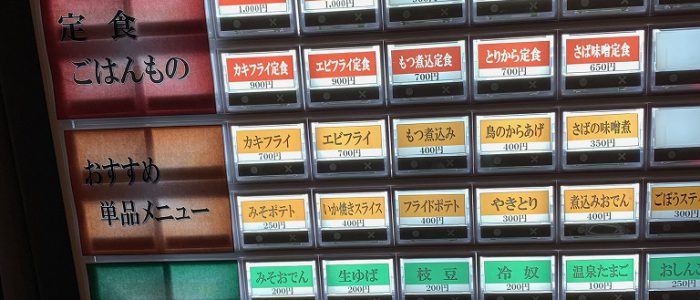 1,000円 1,000円
定食
ごはんもの
カキフライ定食 エビフライ定食 もつ煮込定食 とりから定食 さば味噌定食
900円 900円 700円 700円 650円
おすすめ
単品メニュー
カキフライ エビフライ もつ煮込み 鳥のからあげ さばの味噌煮
700円 700円 400円 400円 350円
みそポテト いか焼きスライス フライドポテト やきとり 煮込みおでん ごぼうステ
250円 400円 400円 300円 400円
みそおでん 生ゆば 枝豆 冷奴 温泉たまご おしん
200円 200円 200円 200円 100円 250円